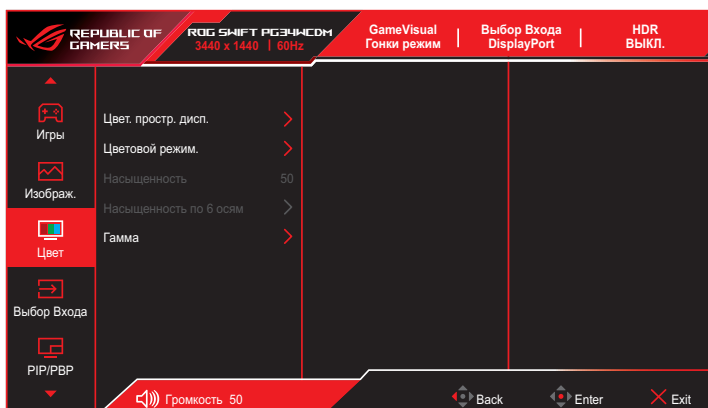 REPUBLIC OF
GAMERS
ROG SWIFT PG34WCDM
3440 x 1440 | 60Hz
GameVisual
Гонки режим
Выбор Входа
DisplayPort
HDR
ВЫКЛ.
Игры
Изображ.
Цвет
Выбор Входа
PIP/PBP
Цвет. простр. дисп.
Цветовой режим.
Насыщенность 50
Насыщенность по 6 осям
Гамма
Громкость 50
Back
Enter
Exit